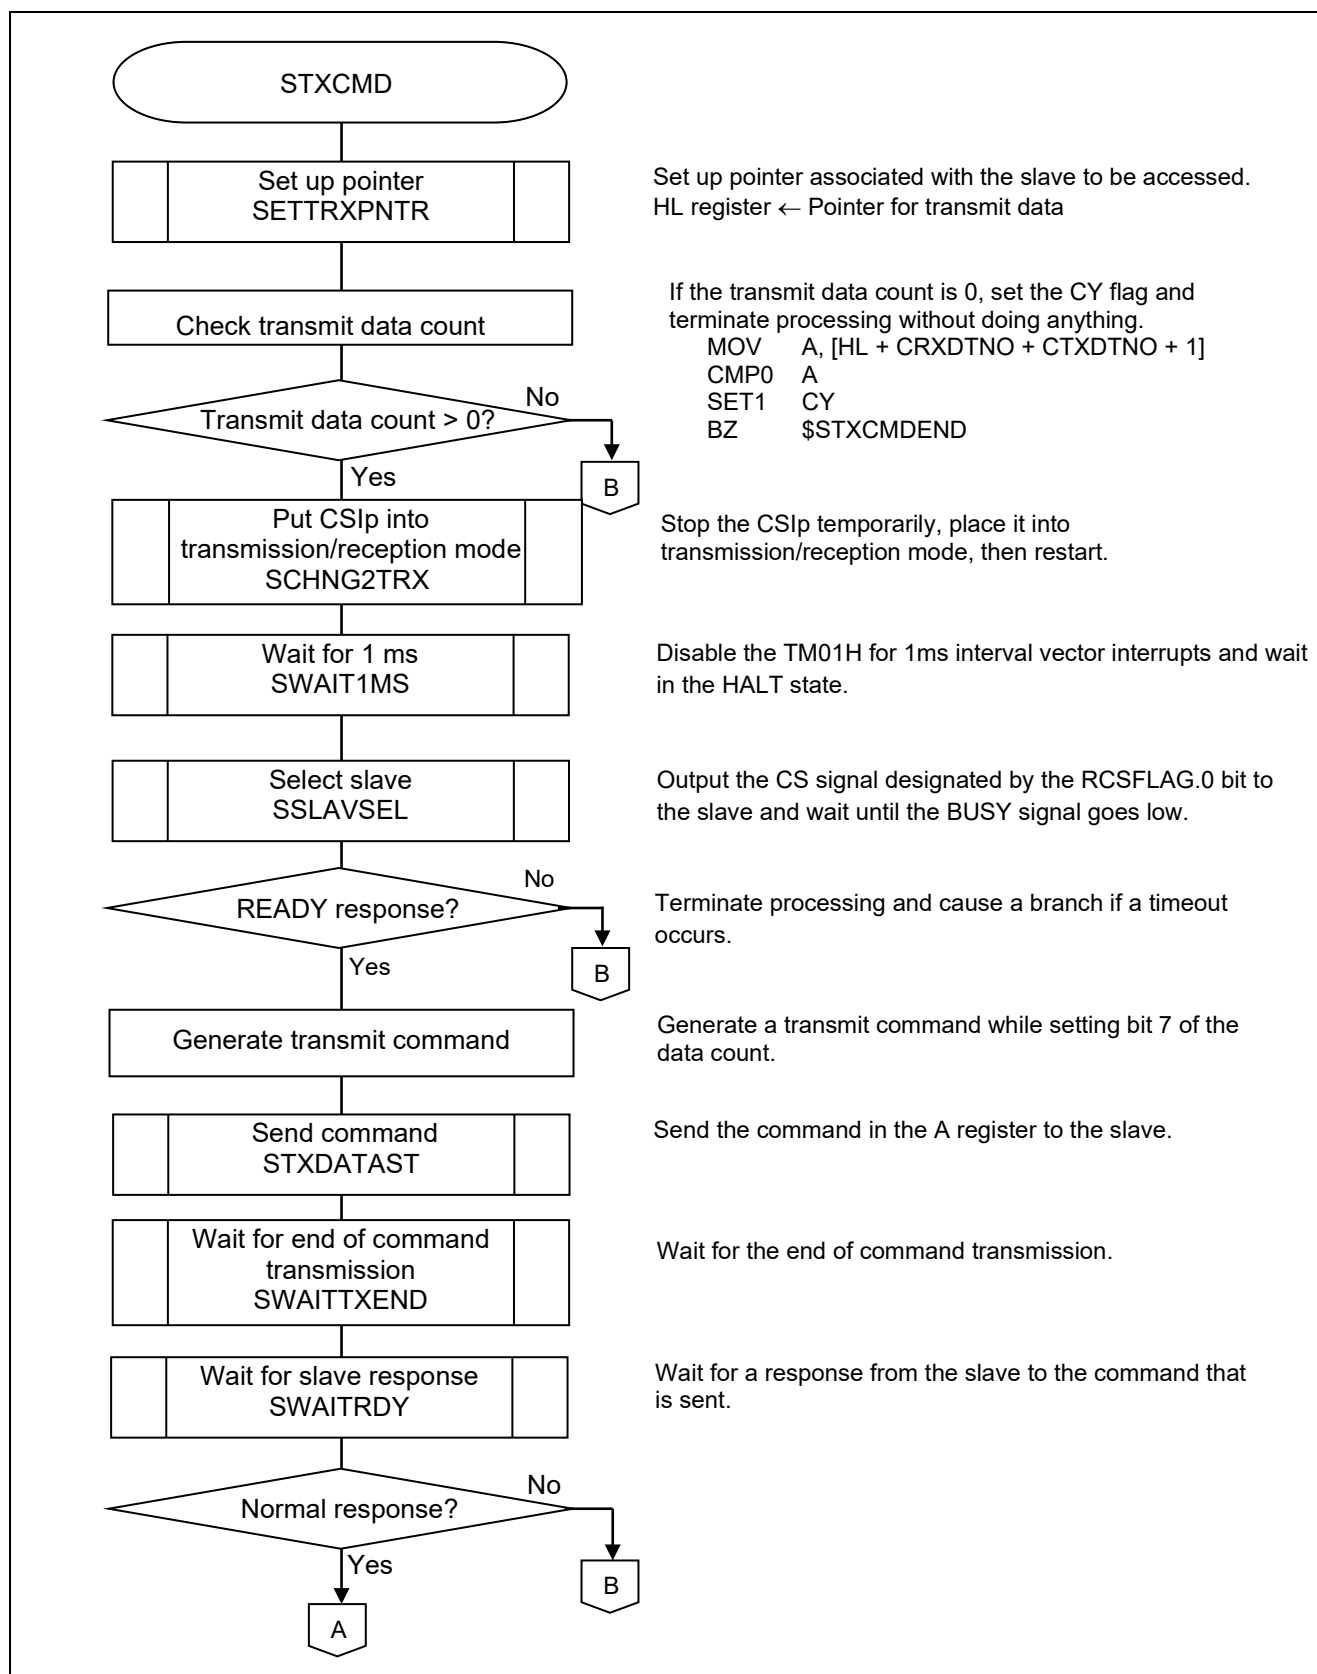 STXCMD
Set up pointer
SETTRXPNTR
Set up pointer associated with the slave to be accessed.
HL register ← Pointer for transmit data
Check transmit data count
If the transmit data count is 0, set the CY flag and
terminate processing without doing anything.
MOV A, [HL + CRXDTNO + CTXDTNO + 1]
CMP0 A
SET1 CY
BZ $STXCMDEND
Transmit data count > 0?
No
B
Yes
Put CSIp into
transmission/reception mode
SCHNG2TRX
Stop the CSIp temporarily, place it into
transmission/reception mode, then restart.
Wait for 1 ms
SWAIT1MS
Disable the TM01H for 1ms interval vector interrupts and wait
in the HALT state.
Select slave
SSLAVSEL
Output the CS signal designated by the RCSFLAG.0 bit to
the slave and wait until the BUSY signal goes low.
READY response?
No
B
Yes
Terminate processing and cause a branch if a timeout
occurs.
Generate transmit command
Generate a transmit command while setting bit 7 of the
data count.
Send command
STXDATAST
Send the command in the A register to the slave.
Wait for end of command
transmission
SWAITTXEND
Wait for the end of command transmission.
Wait for slave response
SWAITRDY
Wait for a response from the slave to the command that
is sent.
Normal response?
No
B
Yes
A